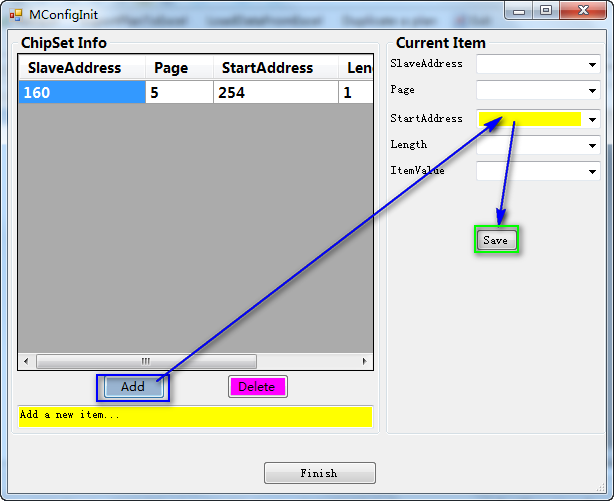 MConfigInit
ChipSet Info
SlaveAddress Page StartAddress Len
160 5 254 1
Add Delete
Add a new item...
Current Item
SlaveAddress
Page
StartAddress
Length
ItemValue
Save
Finish